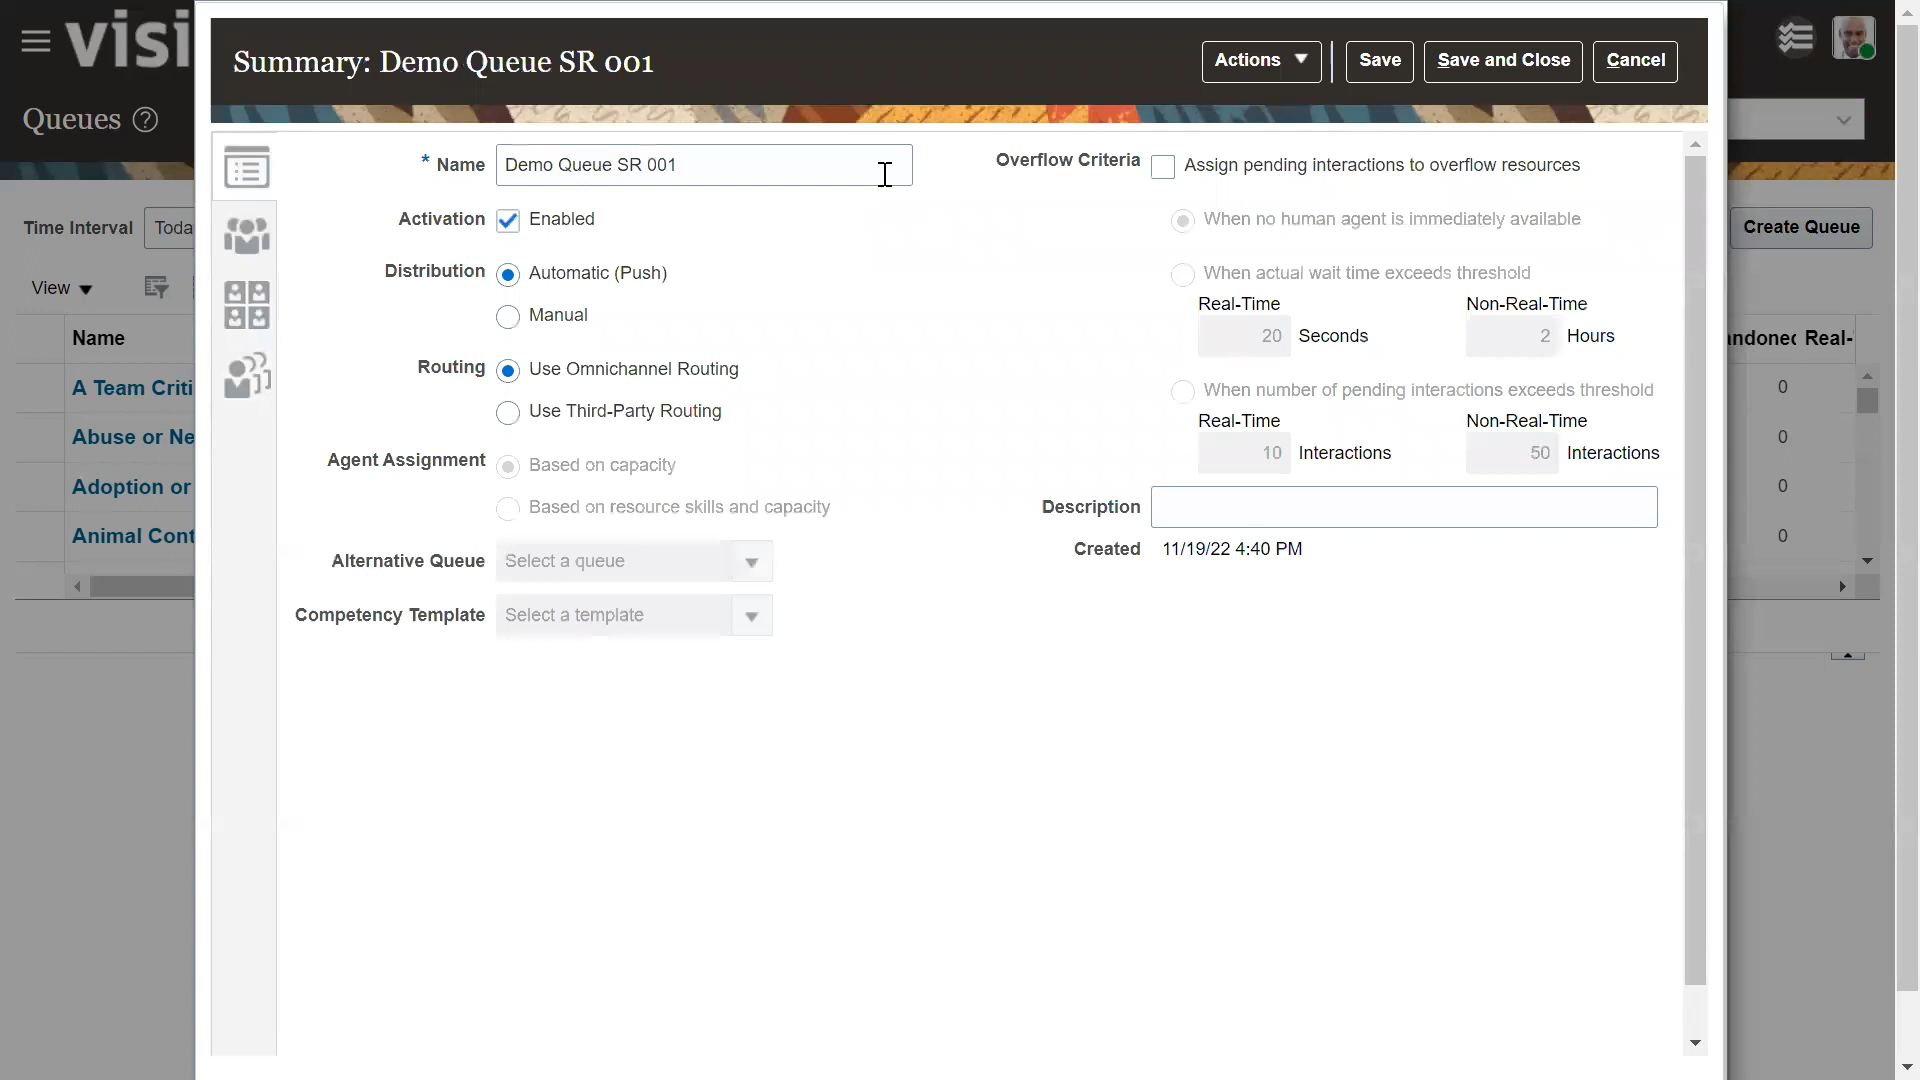 visi
Summary: Demo Queue SR 001
Actions
Save
Save and Close
Cancel
Queues
* Name
Demo Queue SR 001
Overflow Criteria
Assign pending interactions to overflow resources
Activation
Enabled
When no human agent is immediately available
Time Interval
Toda
Create Queue
Distribution
Automatic (Push)
When actual wait time exceeds threshold
View
Manual
Real-Time
Non-Real-Time
20 Seconds
2 Hours
Name
Real-
Routing
Use Omnichannel Routing
When number of pending interactions exceeds threshold
A Team Criti
0
Use Third-Party Routing
Real-Time
Non-Real-Time
Abuse or Ne
0
10 Interactions
50 Interactions
Agent Assignment
Based on capacity
Adoption or
0
Based on resource skills and capacity
Description
Animal Cont
0
Created
11/19/22 4:40 PM
Alternative Queue
Select a queue
Competency Template
Select a template